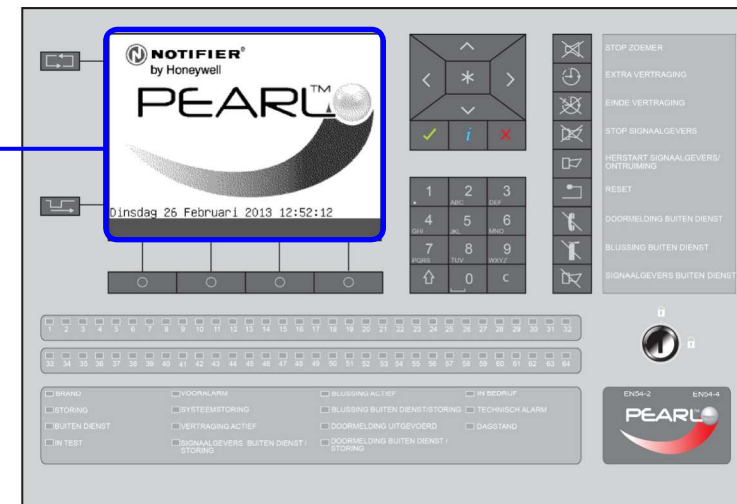 NOTIFIER®
by Honeywell
PEARL™
Dinsdag 26 Februari 2013 12:52:12
1 2 ABC 3 DEF
4 GHI 5 JKL 6 MNO
7 PQRS 8 TUV 9 WXYZ
0 C
STOP ZOEMER
EXTRA VERTRAGING
EINDE VERTRAGING
STOP SIGNAALGEVERS
HERSTART SIGNAALGEVERS/
ONTRUIMING
RESET
DOORMELDING BUITEN DIENST
BLUSSING BUITEN DIENST
SIGNAALGEVERS BUITEN DIENST
1 2 3 4 5 6 7 8 9 10 11 12 13 14 15 16 17 18 19 20 21 22 23 24 25 26 27 28 29 30 31 32
33 34 35 36 37 38 39 40 41 42 43 44 45 46 47 48 49 50 51 52 53 54 55 56 57 58 59 60 61 62 63 64
BRAND
STORING
BUITEN DIENST
IN TEST
VOORALARM
SYSTEEMSTORING
VERTRAGING ACTIEF
SIGNAALGEVERS BUITEN DIENST /
STORING
BLUSSING ACTIEF
BLUSSING BUITEN DIENST/STORING
DOORMELDING UITGEVOERD
DOORMELDING BUITEN DIENST /
STORING
IN BEDRIJF
TECHNISCH ALARM
DAGSTAND
EN54-2 EN54-4
PEARL